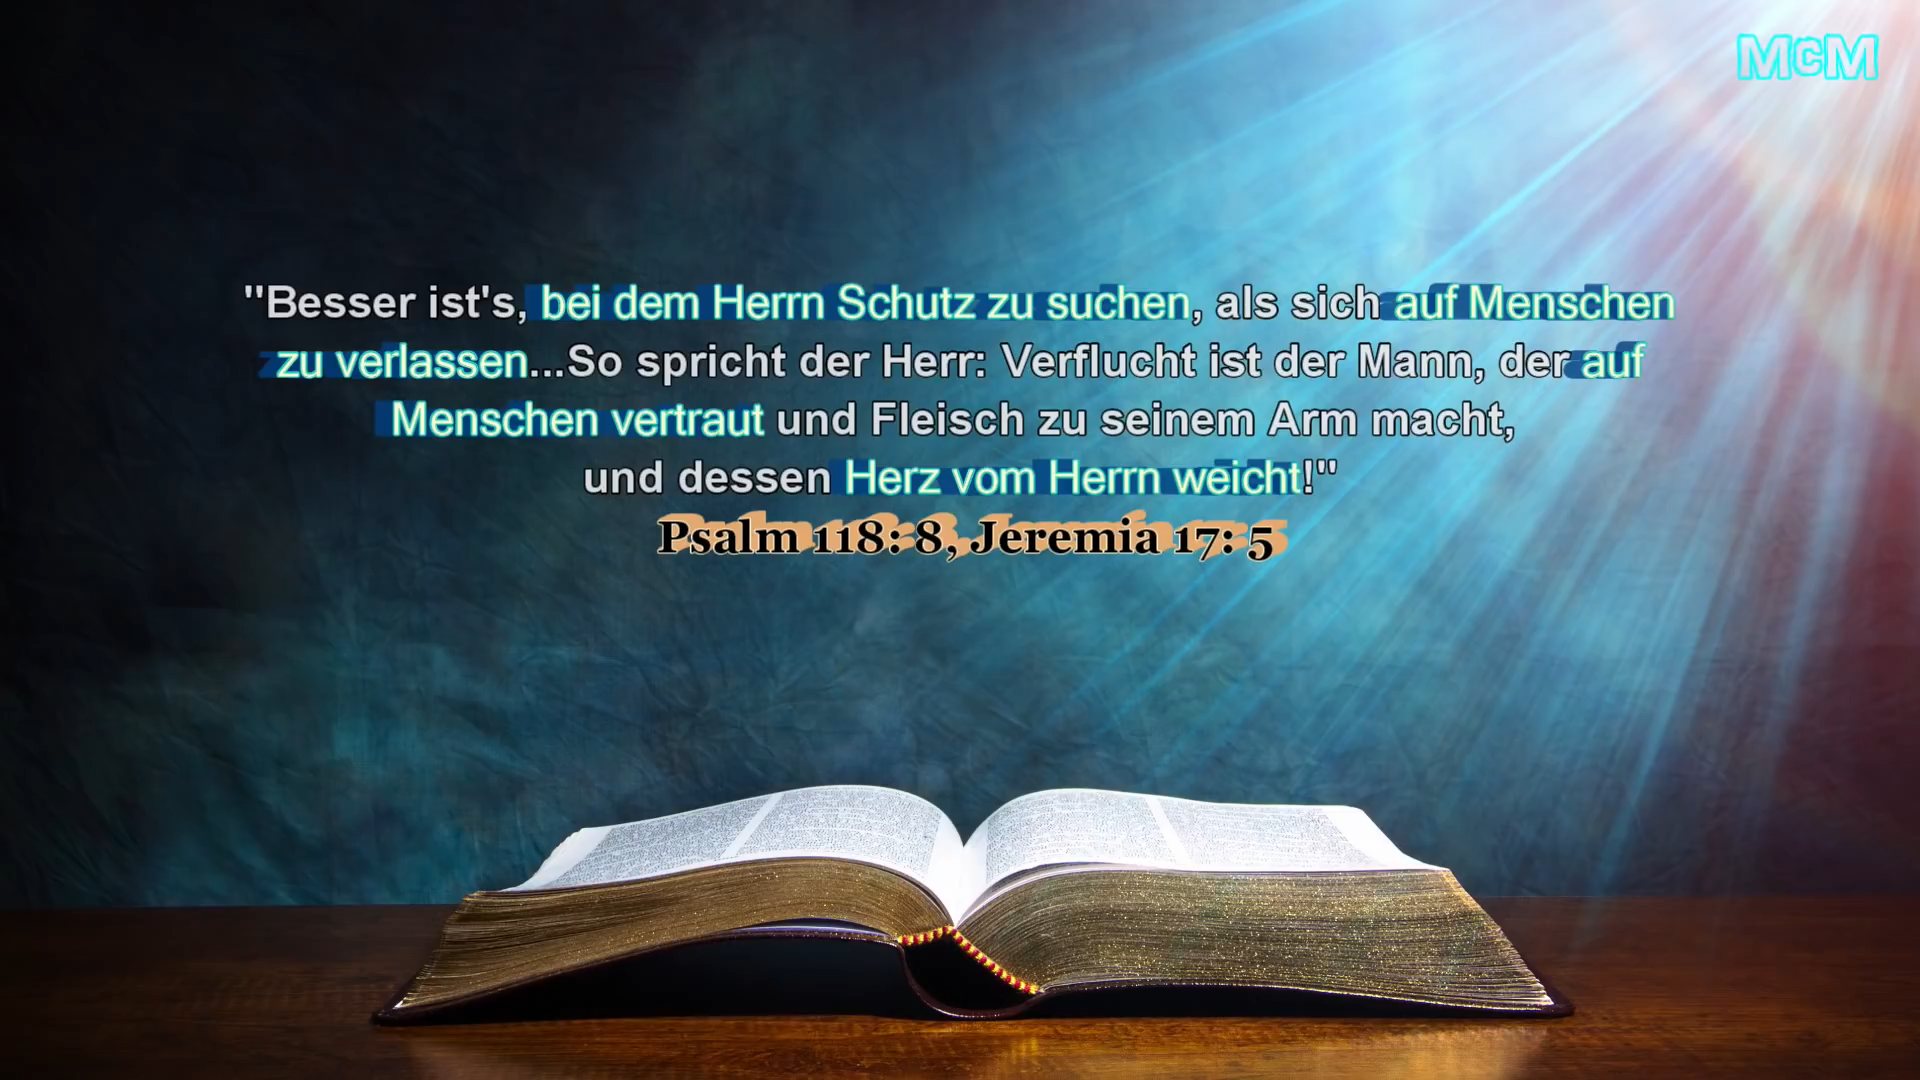 McM
"Besser ist's, bei dem Herrn Schutz zu suchen, als sich auf Menschen
zu verlassen...So spricht der Herr: Verflucht ist der Mann, der auf
Menschen vertraut und Fleisch zu seinem Arm macht,
und dessen Herz vom Herrn weicht!"
Psalm 118: 8, Jeremia 17: 5